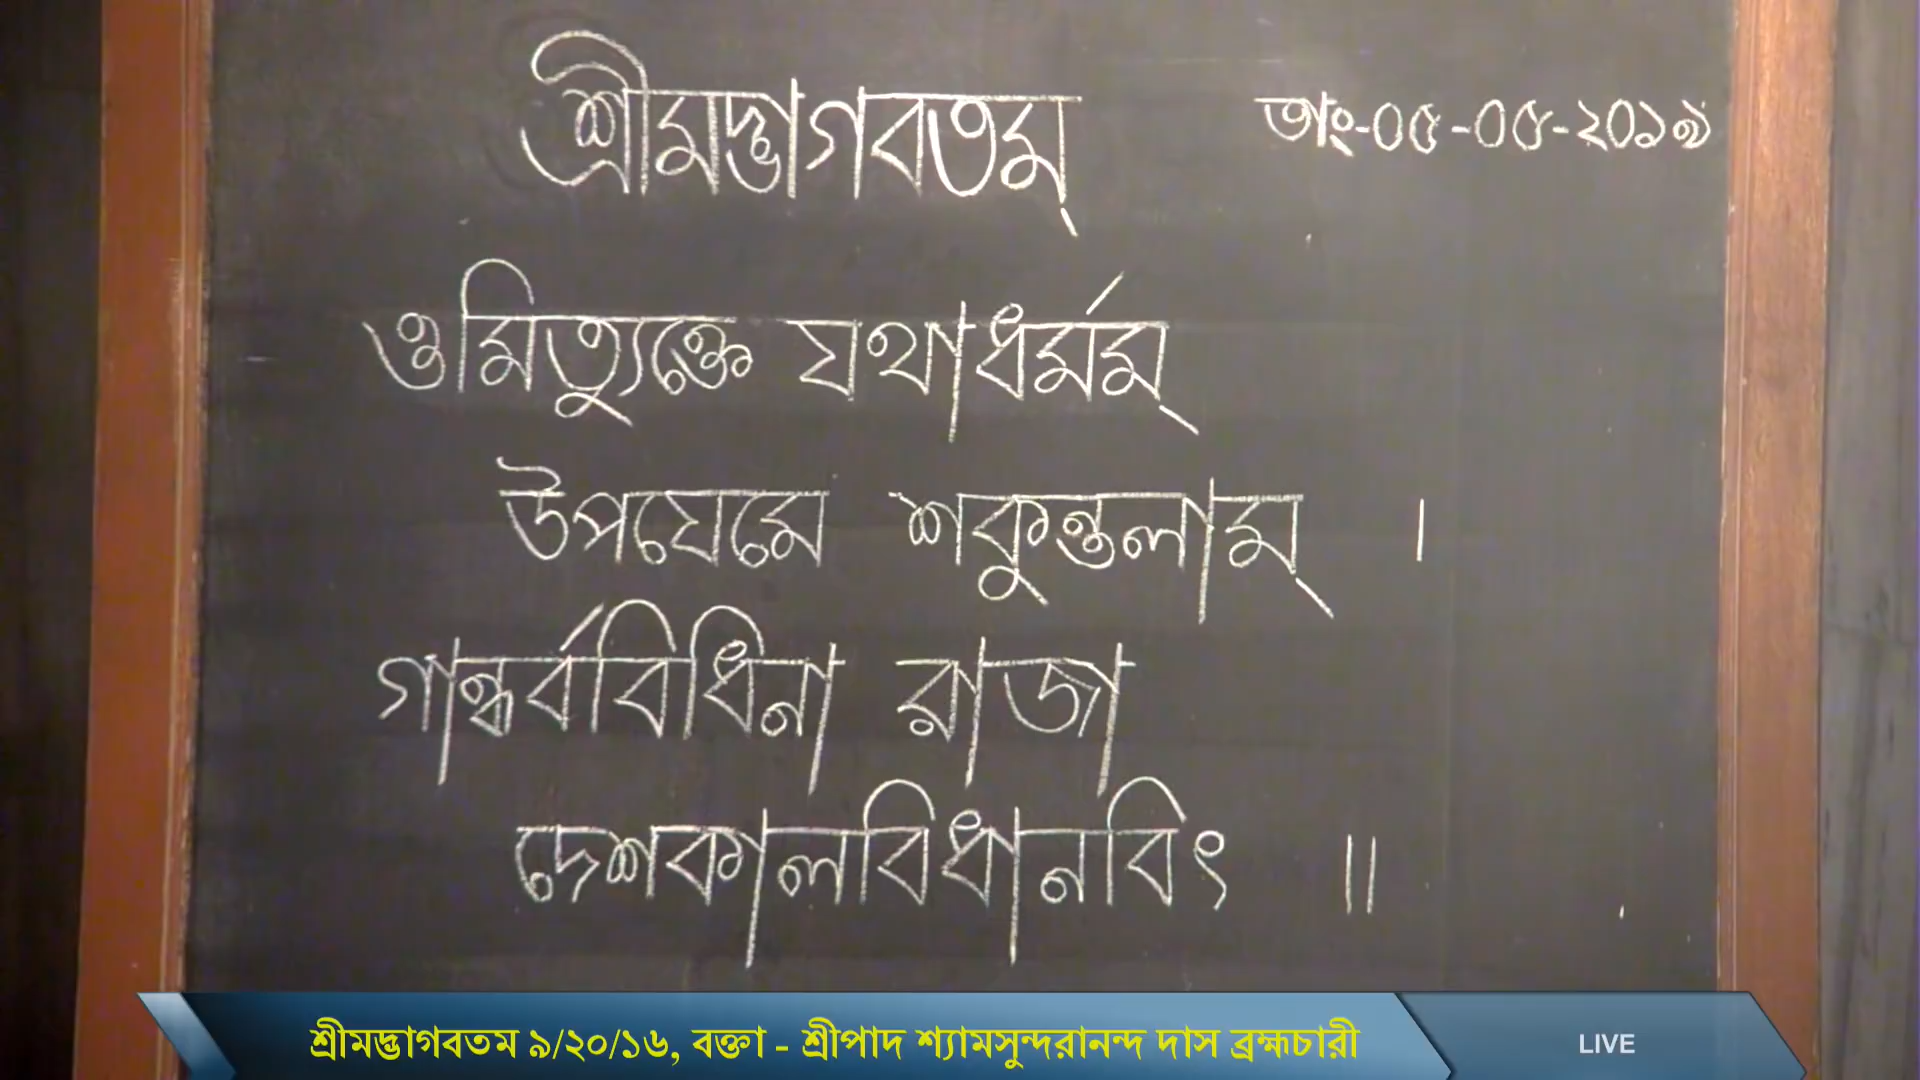 শ্রীমদ্ভাগবতম্
তাং-০৫-০৫-২০১৯
ওমিত্যুক্তে যথাধর্মম্
উপযেমে শকুন্তলাম্ ।
গান্ধর্ববিধিনা রাজা
দেশকালবিধানবিৎ ॥
শ্রীমদ্ভাগবতম ৯/২০/১৬, বক্তা - শ্রীপাদ শ্যামসুন্দরানন্দ দাস ব্রহ্মচারী
LIVE